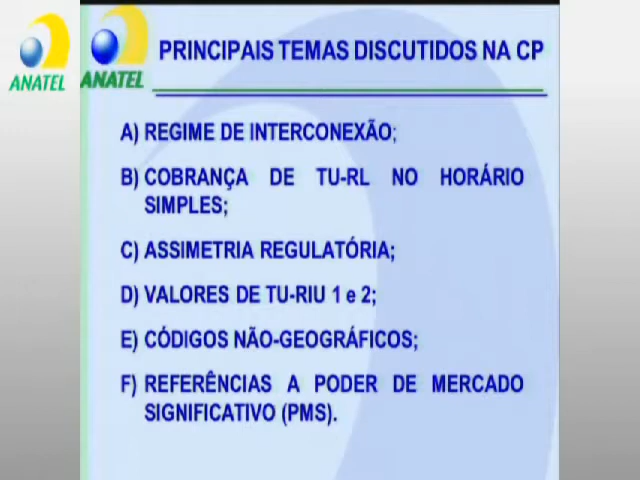 ANATEL
ANATEL
PRINCIPAIS TEMAS DISCUTIDOS NA CP
A) REGIME DE INTERCONEXÃO;
B) COBRANÇA DE TU-RL NO HORÁRIO
SIMPLES;
C) ASSIMETRIA REGULATÓRIA;
D) VALORES DE TU-RIU 1 e 2;
E) CÓDIGOS NÃO-GEOGRÁFICOS;
F) REFERÊNCIAS A PODER DE MERCADO
SIGNIFICATIVO (PMS).